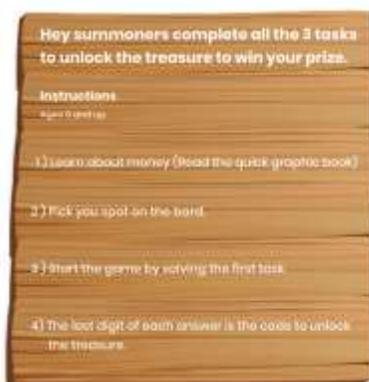 Hey summoners complete all the 3 tasks
to unlock the treasure to win your prize.
Instructions
and up
1) Learn about money (Read the quick graphic book)
2) Pick you spot on the bord.
3) Start the game by solving the first task
4) The last digit of each answer is the code to unlock
the treasure.